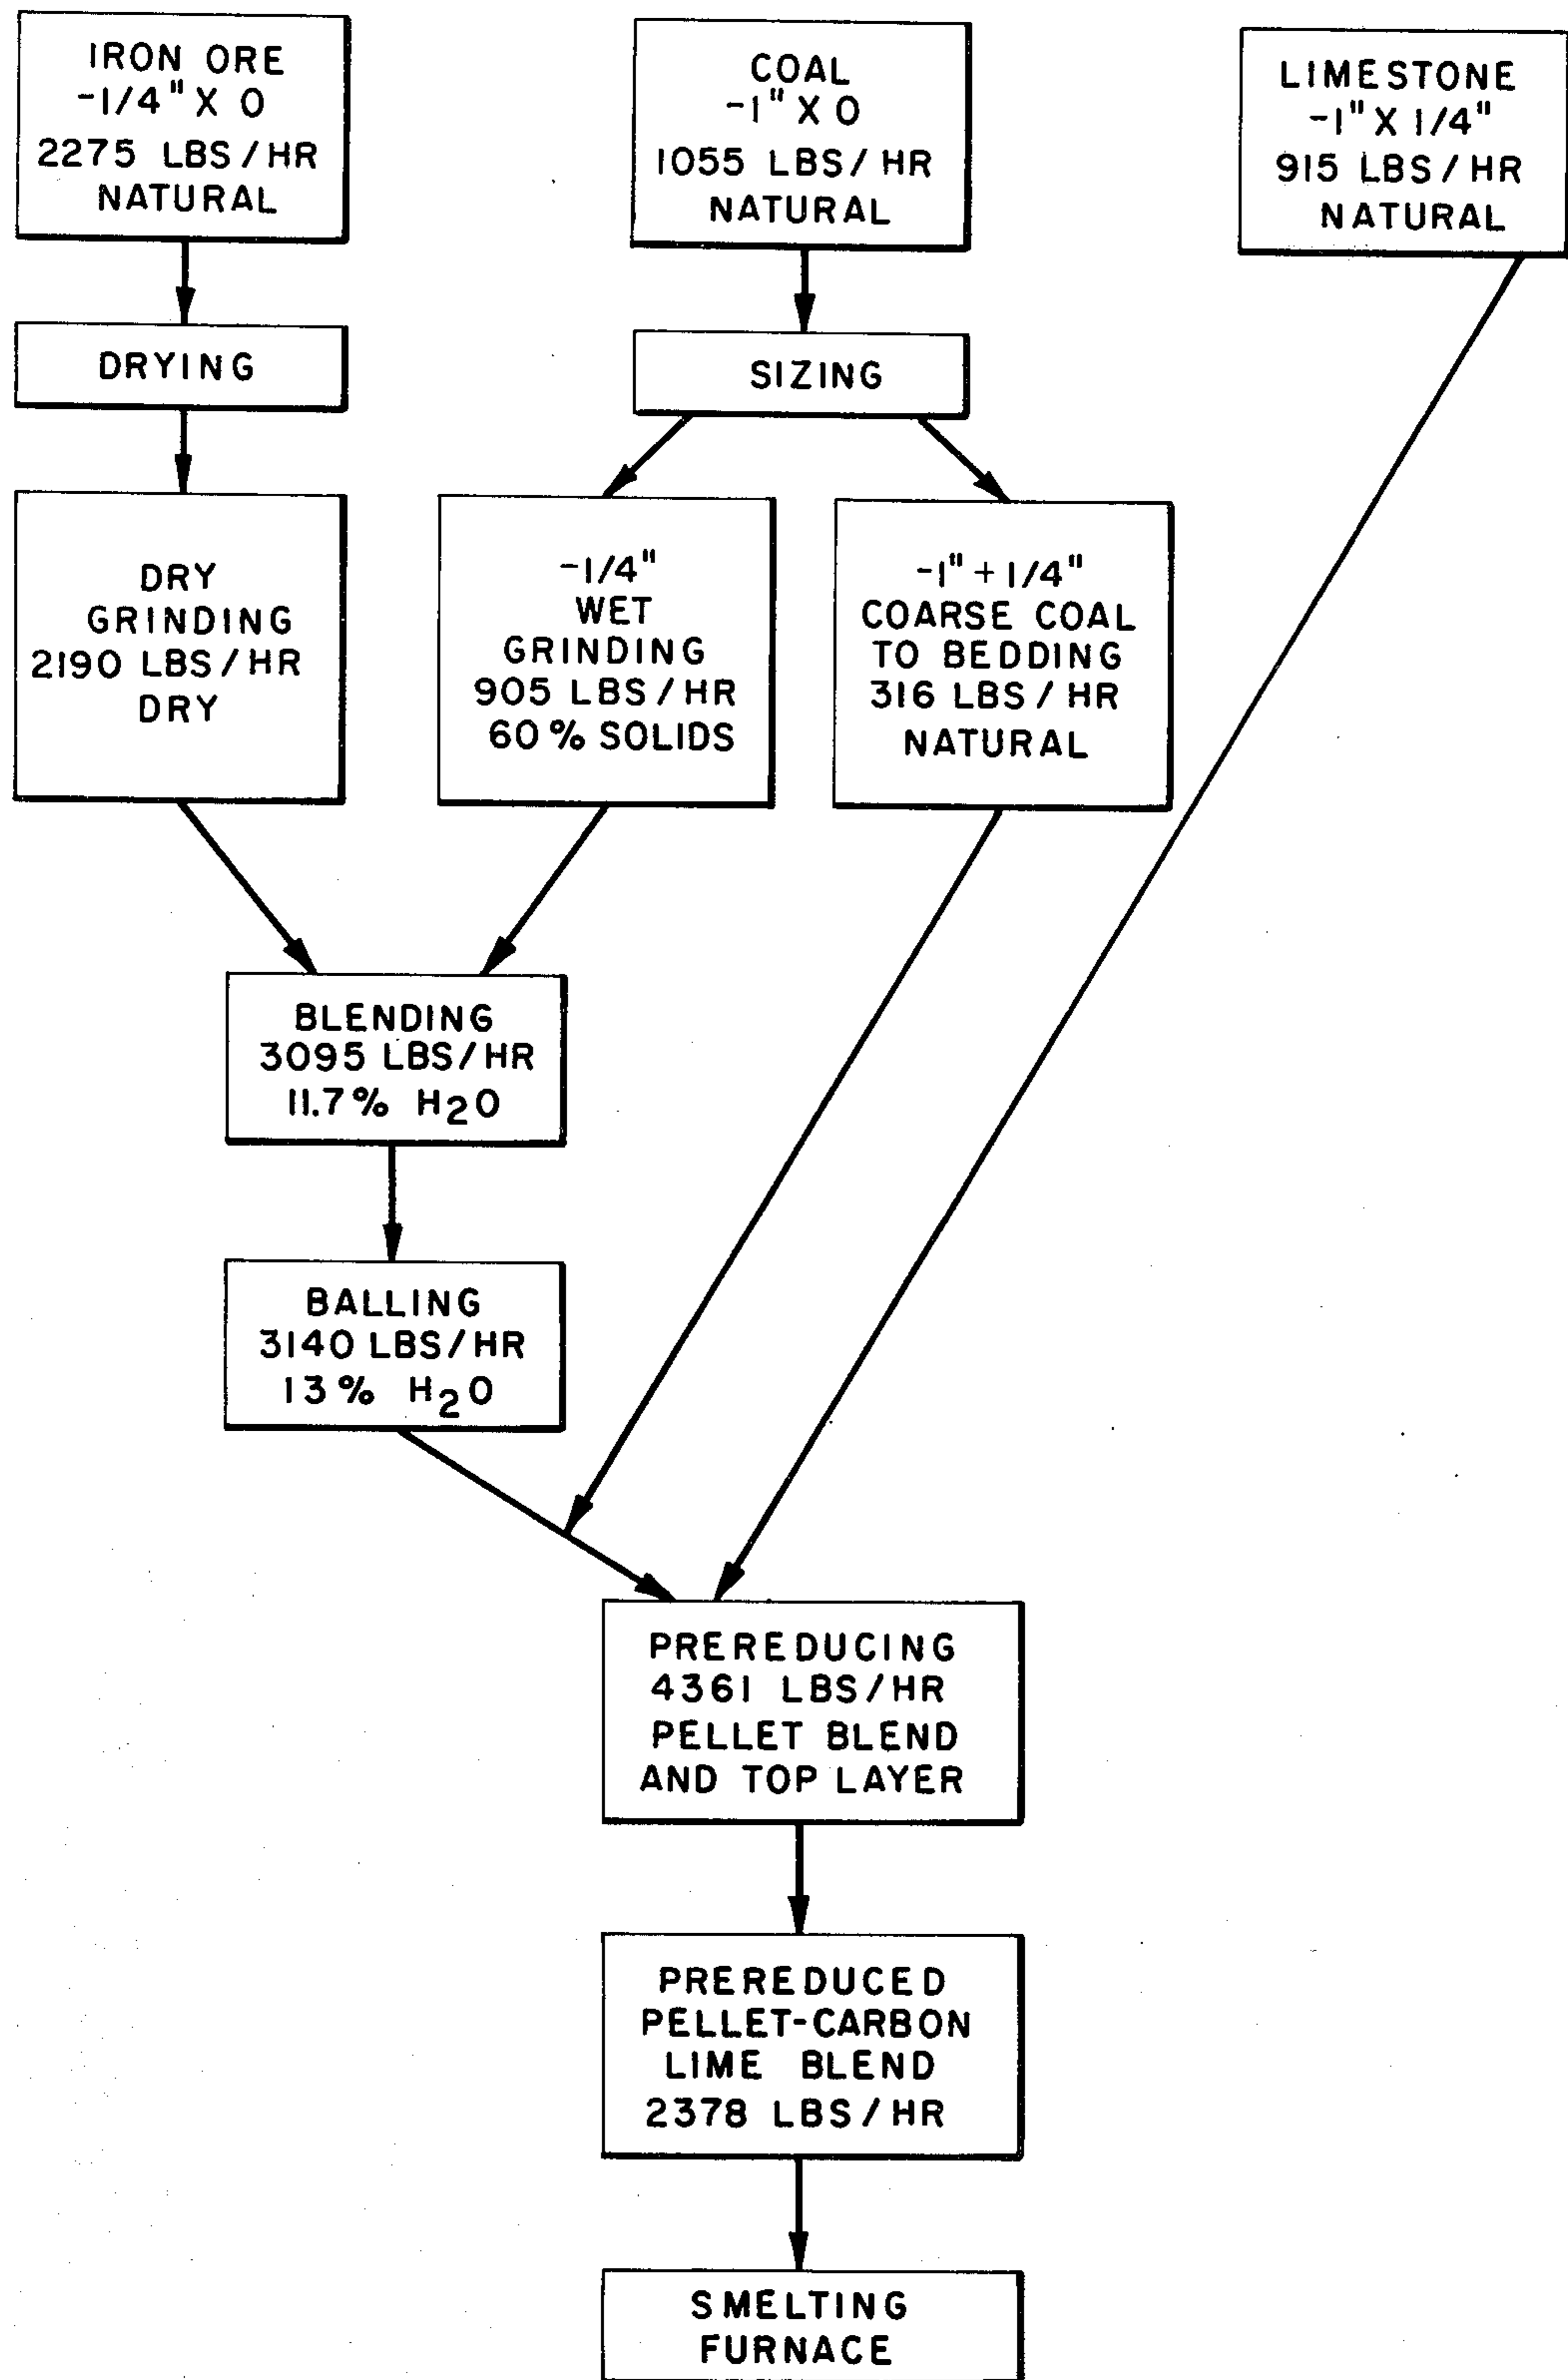 IRON ORE
-1/4" X 0
2275 LBS/HR
NATURAL
COAL
-1" X 0
1055 LBS/HR
NATURAL
LIMESTONE
-1" X 1/4"
915 LBS/HR
NATURAL
DRYING
SIZING
DRY
GRINDING
2190 LBS/HR
DRY
-1/4"
WET
GRINDING
905 LBS/HR
60% SOLIDS
-1" + 1/4"
COARSE COAL
TO BEDDING
316 LBS/HR
NATURAL
BLENDING
3095 LBS/HR
11.7% H2O
BALLING
3140 LBS/HR
13% H2O
PREREDUCING
4361 LBS/HR
PELLET BLEND
AND TOP LAYER
PREREDUCED
PELLET-CARBON
LIME BLEND
2378 LBS/HR
SMELTING
FURNACE